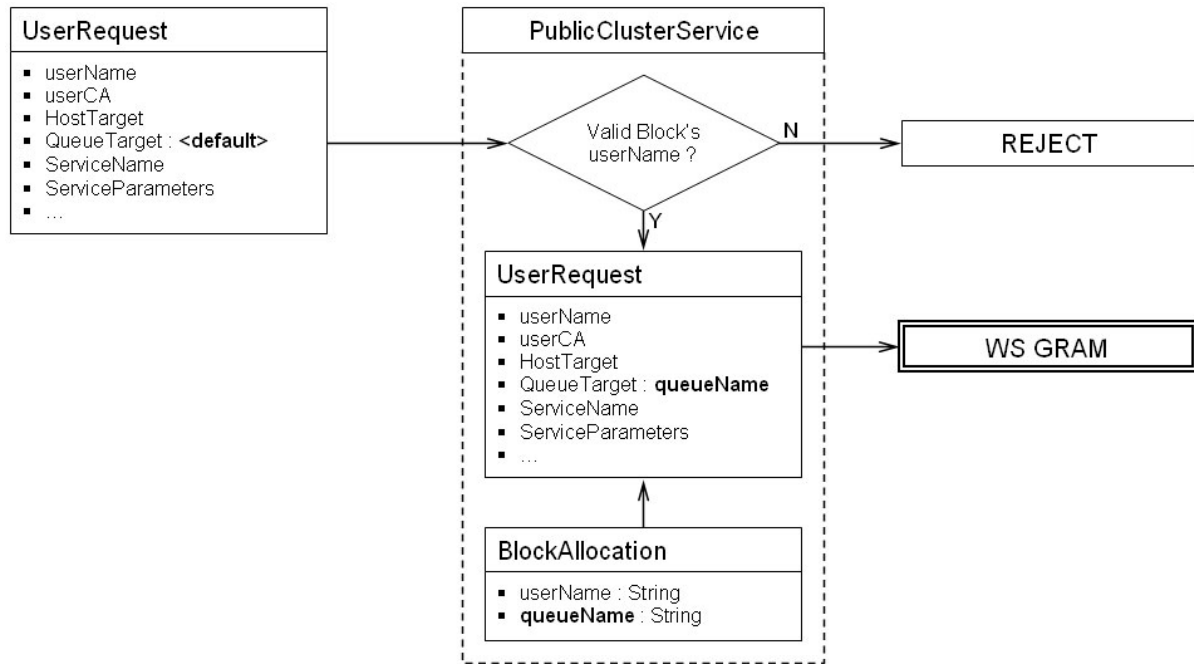 UserRequest
▪ userName
▪ userCA
▪ HostTarget
▪ QueueTarget : <default>
▪ ServiceName
▪ ServiceParameters
▪ ...
PublicClusterService
Valid Block's
userName ?
N
REJECT
Y
UserRequest
▪ userName
▪ userCA
▪ HostTarget
▪ QueueTarget : queueName
▪ ServiceName
▪ ServiceParameters
▪ ...
WS GRAM
BlockAllocation
▪ userName : String
▪ queueName : String